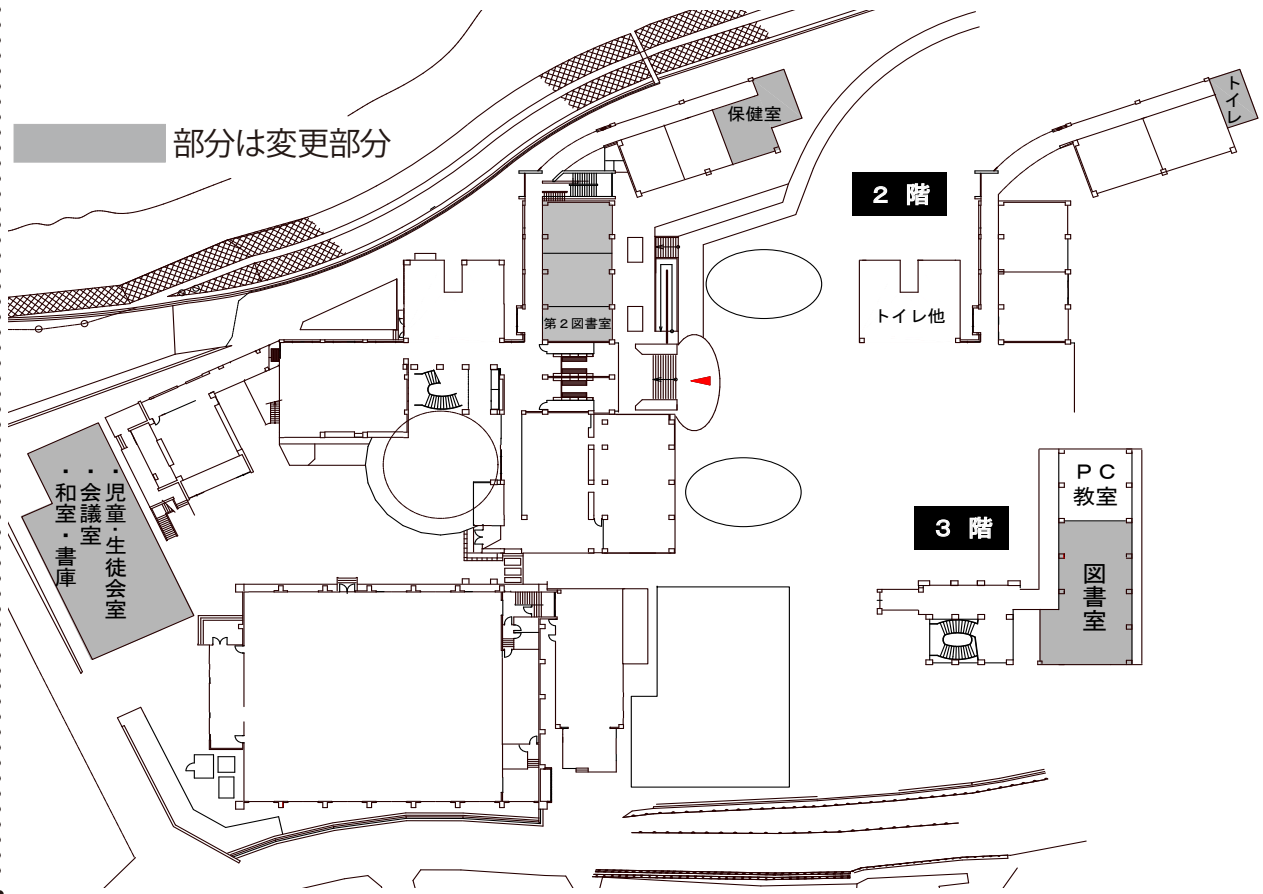 部分は変更部分
保健室
トイレ
2 階
トイレ他
第2図書室
・児童・生徒会室
・会議室
・和室・書庫
3 階
PC
教室
図書室